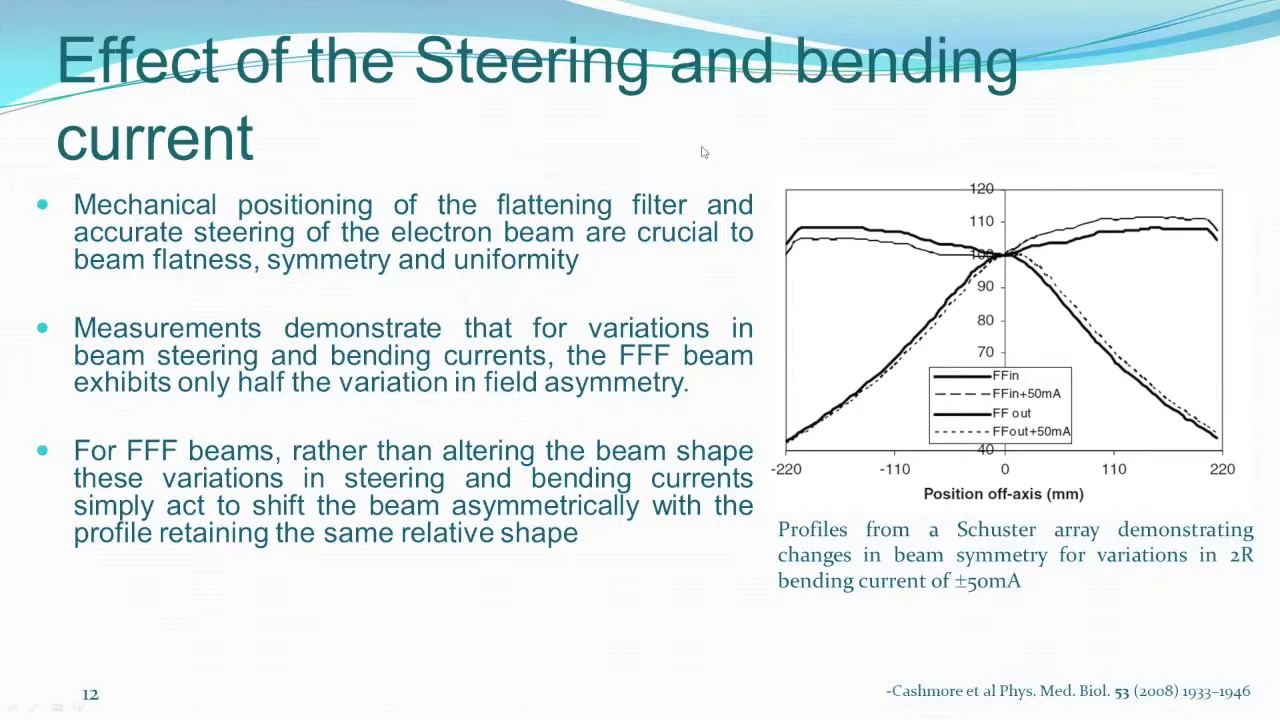 Effect of the Steering and bending
current
Mechanical positioning of the flattening filter and
accurate steering of the electron beam are crucial to
beam flatness, symmetry and uniformity
Measurements demonstrate that for variations in
beam steering and bending currents, the FFF beam
exhibits only half the variation in field asymmetry.
For FFF beams, rather than altering the beam shape
these variations in steering and bending currents
simply act to shift the beam asymmetrically with the
profile retaining the same relative shape
120
110
100
90
80
70
FFin
FFin+50mA
FF out
FFout+50mA
40
-220 -110 0 110 220
Position off-axis (mm)
Profiles from a Schuster array demonstrating
changes in beam symmetry for variations in 2R
bending current of ±50mA
12
-Cashmore et al Phys. Med. Biol. 53 (2008) 1933–1946